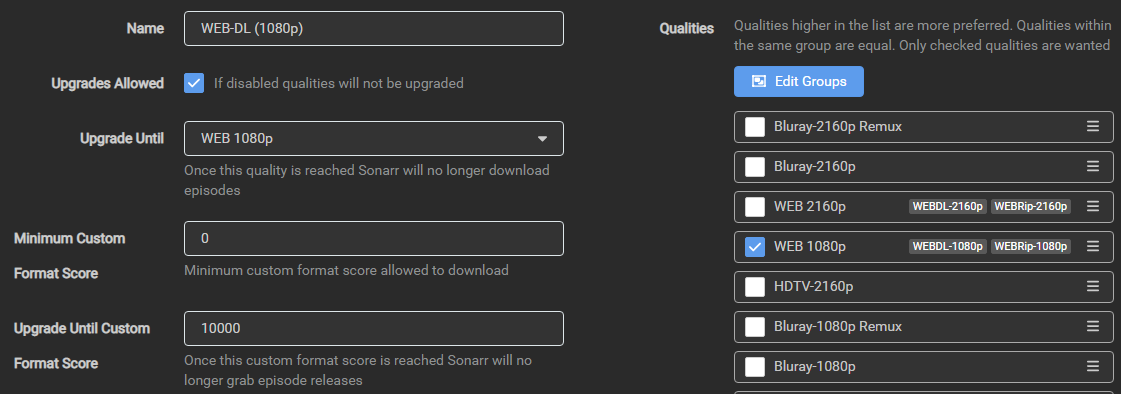 Name
WEB-DL (1080p)
Upgrades Allowed
If disabled qualities will not be upgraded
Upgrade Until
WEB 1080p
Once this quality is reached Sonarr will no longer download
episodes
Minimum Custom
Format Score
0
Minimum custom format score allowed to download
Upgrade Until Custom
Format Score
10000
Once this custom format score is reached Sonarr will no
longer grab episode releases
Qualities
Qualities higher in the list are more preferred. Qualities within
the same group are equal. Only checked qualities are wanted
Edit Groups
Bluray-2160p Remux
Bluray-2160p
WEB 2160p WEBDL-2160p WEBRip-2160p
WEB 1080p WEBDL-1080p WEBRip-1080p
HDTV-2160p
Bluray-1080p Remux
Bluray-1080p